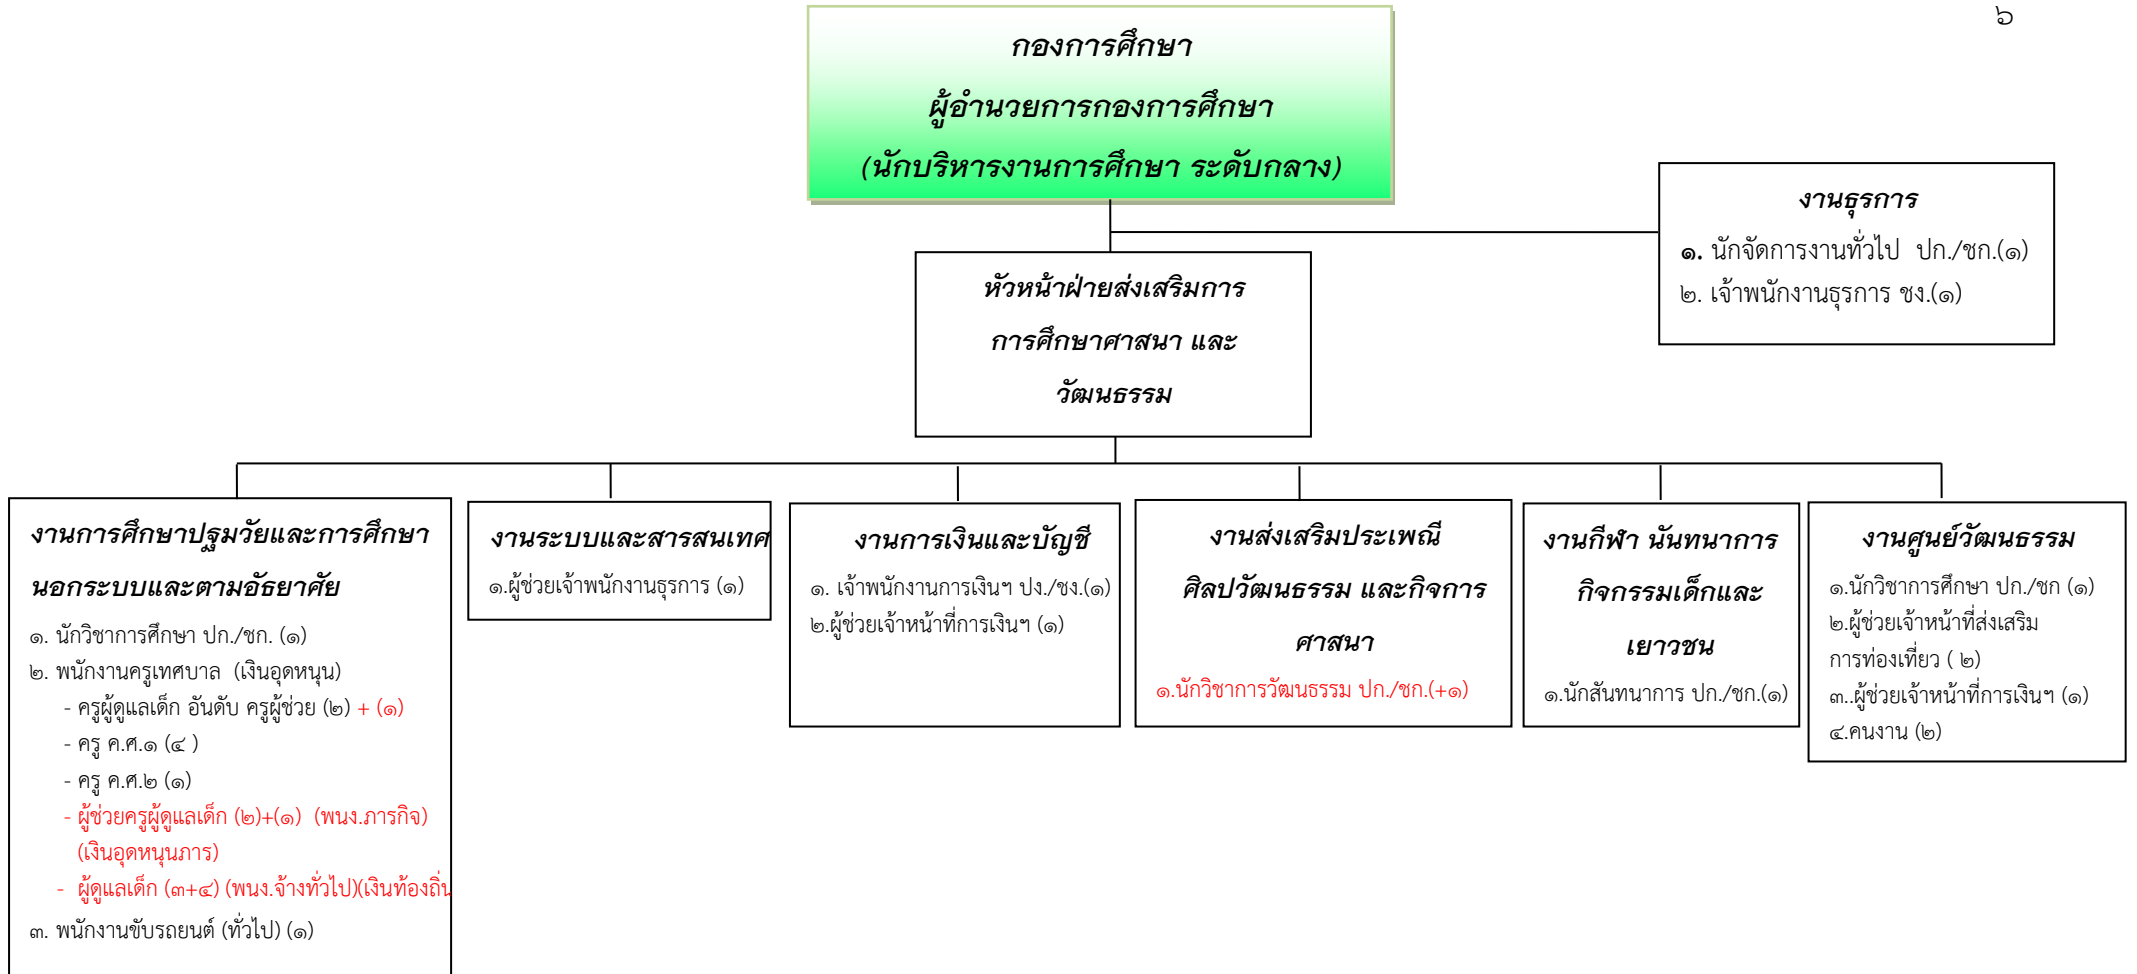 ๖
กองการศึกษา
ผู้อำนวยการกองการศึกษา
(นักบริหารงานการศึกษา ระดับกลาง)
งานธุรการ
๑. นักจัดการงานทั่วไป ปก./ชก.(๑)
๒. เจ้าพนักงานธุรการ ชง.(๑)
หัวหน้าฝ่ายส่งเสริมการ
การศึกษาศาสนา และ
วัฒนธรรม
งานการศึกษาปฐมวัยและการศึกษา
นอกระบบและตามอัธยาศัย
๑. นักวิชาการศึกษา ปก./ชก. (๑)
๒. พนักงานครูเทศบาล (เงินอุดหนุน)
- ครูผู้ดูแลเด็ก อันดับ ครูผู้ช่วย (๒) + (๑)
- ครู ค.ศ.๑ (๔ )
- ครู ค.ศ.๒ (๑)
- ผู้ช่วยครูผู้ดูแลเด็ก (๒)+(๑) (พนง.ภารกิจ)
(เงินอุดหนุนภาร)
- ผู้ดูแลเด็ก (๓+๔) (พนง.จ้างทั่วไป)(เงินท้องถิ่น
๓. พนักงานขับรถยนต์ (ทั่วไป) (๑)
งานระบบและสารสนเทศ
๑.ผู้ช่วยเจ้าพนักงานธุรการ (๑)
งานการเงินและบัญชี
๑. เจ้าพนักงานการเงินฯ ปง./ชง.(๑)
๒.ผู้ช่วยเจ้าหน้าที่การเงินฯ (๑)
งานส่งเสริมประเพณี
ศิลปวัฒนธรรม และกิจการ
ศาสนา
๑.นักวิชาการวัฒนธรรม ปก./ชก.(+๑)
งานกีฬา นันทนาการ
กิจกรรมเด็กและ
เยาวชน
๑.นักสันทนาการ ปก./ชก.(๑)
งานศูนย์วัฒนธรรม
๑.นักวิชาการศึกษา ปก./ชก (๑)
๒.ผู้ช่วยเจ้าหน้าที่ส่งเสริม
การท่องเที่ยว ( ๒)
๓..ผู้ช่วยเจ้าหน้าที่การเงินฯ (๑)
๔.คนงาน (๒)